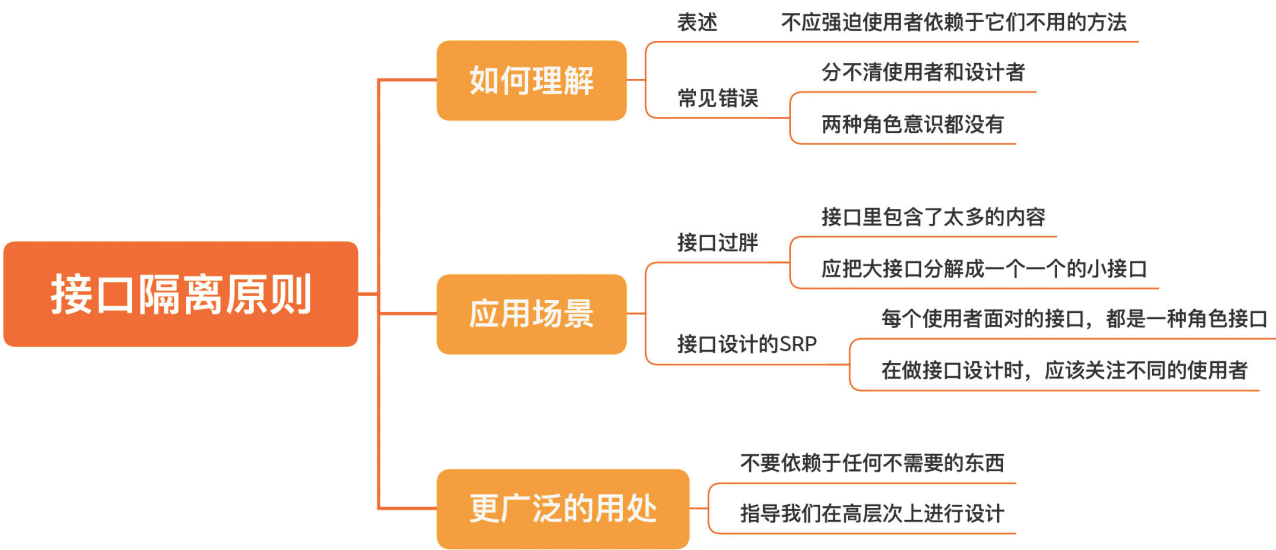 接口隔离原则
如何理解
表述
不应强迫使用者依赖于它们不用的方法
常见错误
分不清使用者和设计者
两种角色意识都没有
应用场景
接口过胖
接口里包含了太多的内容
应把大接口分解成一个一个的小接口
接口设计的SRP
每个使用者面对的接口，都是一种角色接口
在做接口设计时，应该关注不同的使用者
更广泛的用处
不要依赖于任何不需要的东西
指导我们在高层次上进行设计